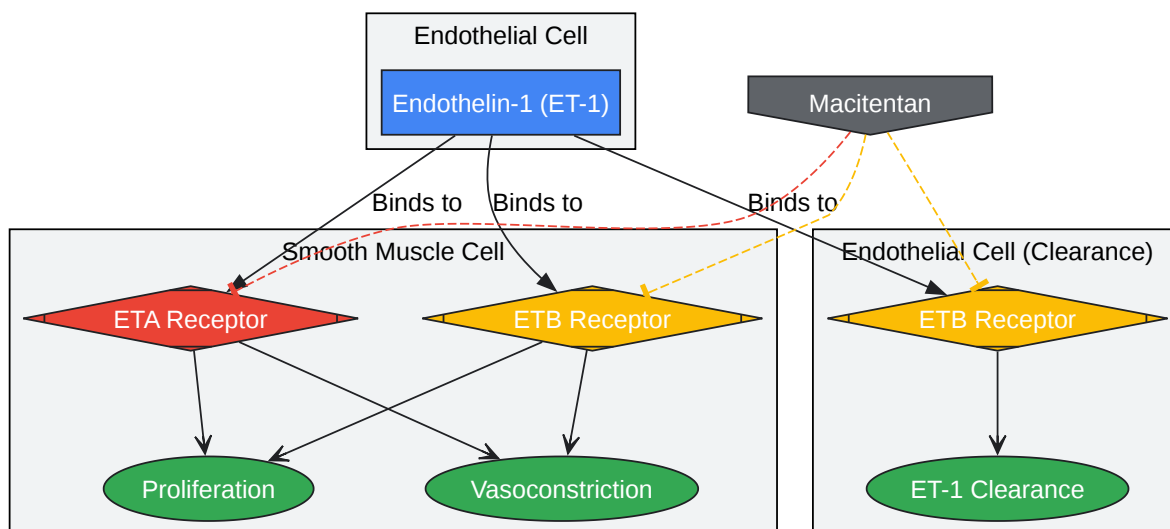 Endothelial Cell
Endothelin-1 (ET-1)
Macitentan
Binds to
Binds to
Binds to
Smooth Muscle Cell
Endothelial Cell (Clearance)
ETA Receptor
ETB Receptor
ETB Receptor
Proliferation
Vasoconstriction
ET-1 Clearance